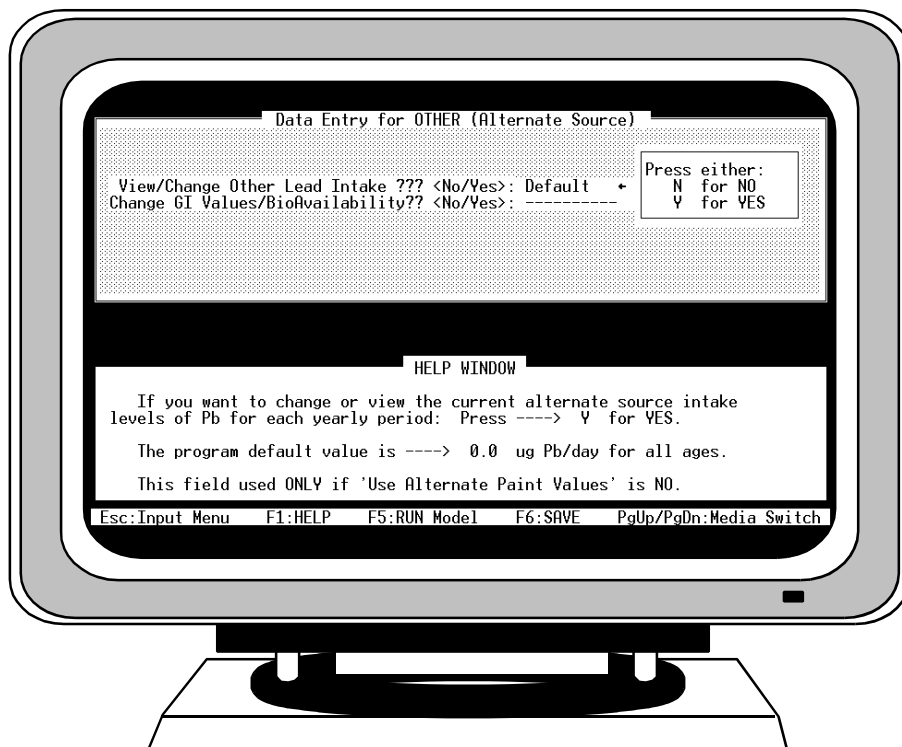 Data Entry for OTHER (Alternate Source)
Press either:
N for NO
Y for YES
View/Change Other Lead Intake ??? <No/Yes>: Default ←
Change GI Values/BioAvailability?? <No/Yes>: ----------
HELP WINDOW
If you want to change or view the current alternate source intake
levels of Pb for each yearly period: Press ----> Y for YES.
The program default value is ----> 0.0 ug Pb/day for all ages.
This field used ONLY if 'Use Alternate Paint Values' is NO.
Esc:Input Menu F1:HELP F5:RUN Model F6:SAVE PgUp/PgDn:Media Switch